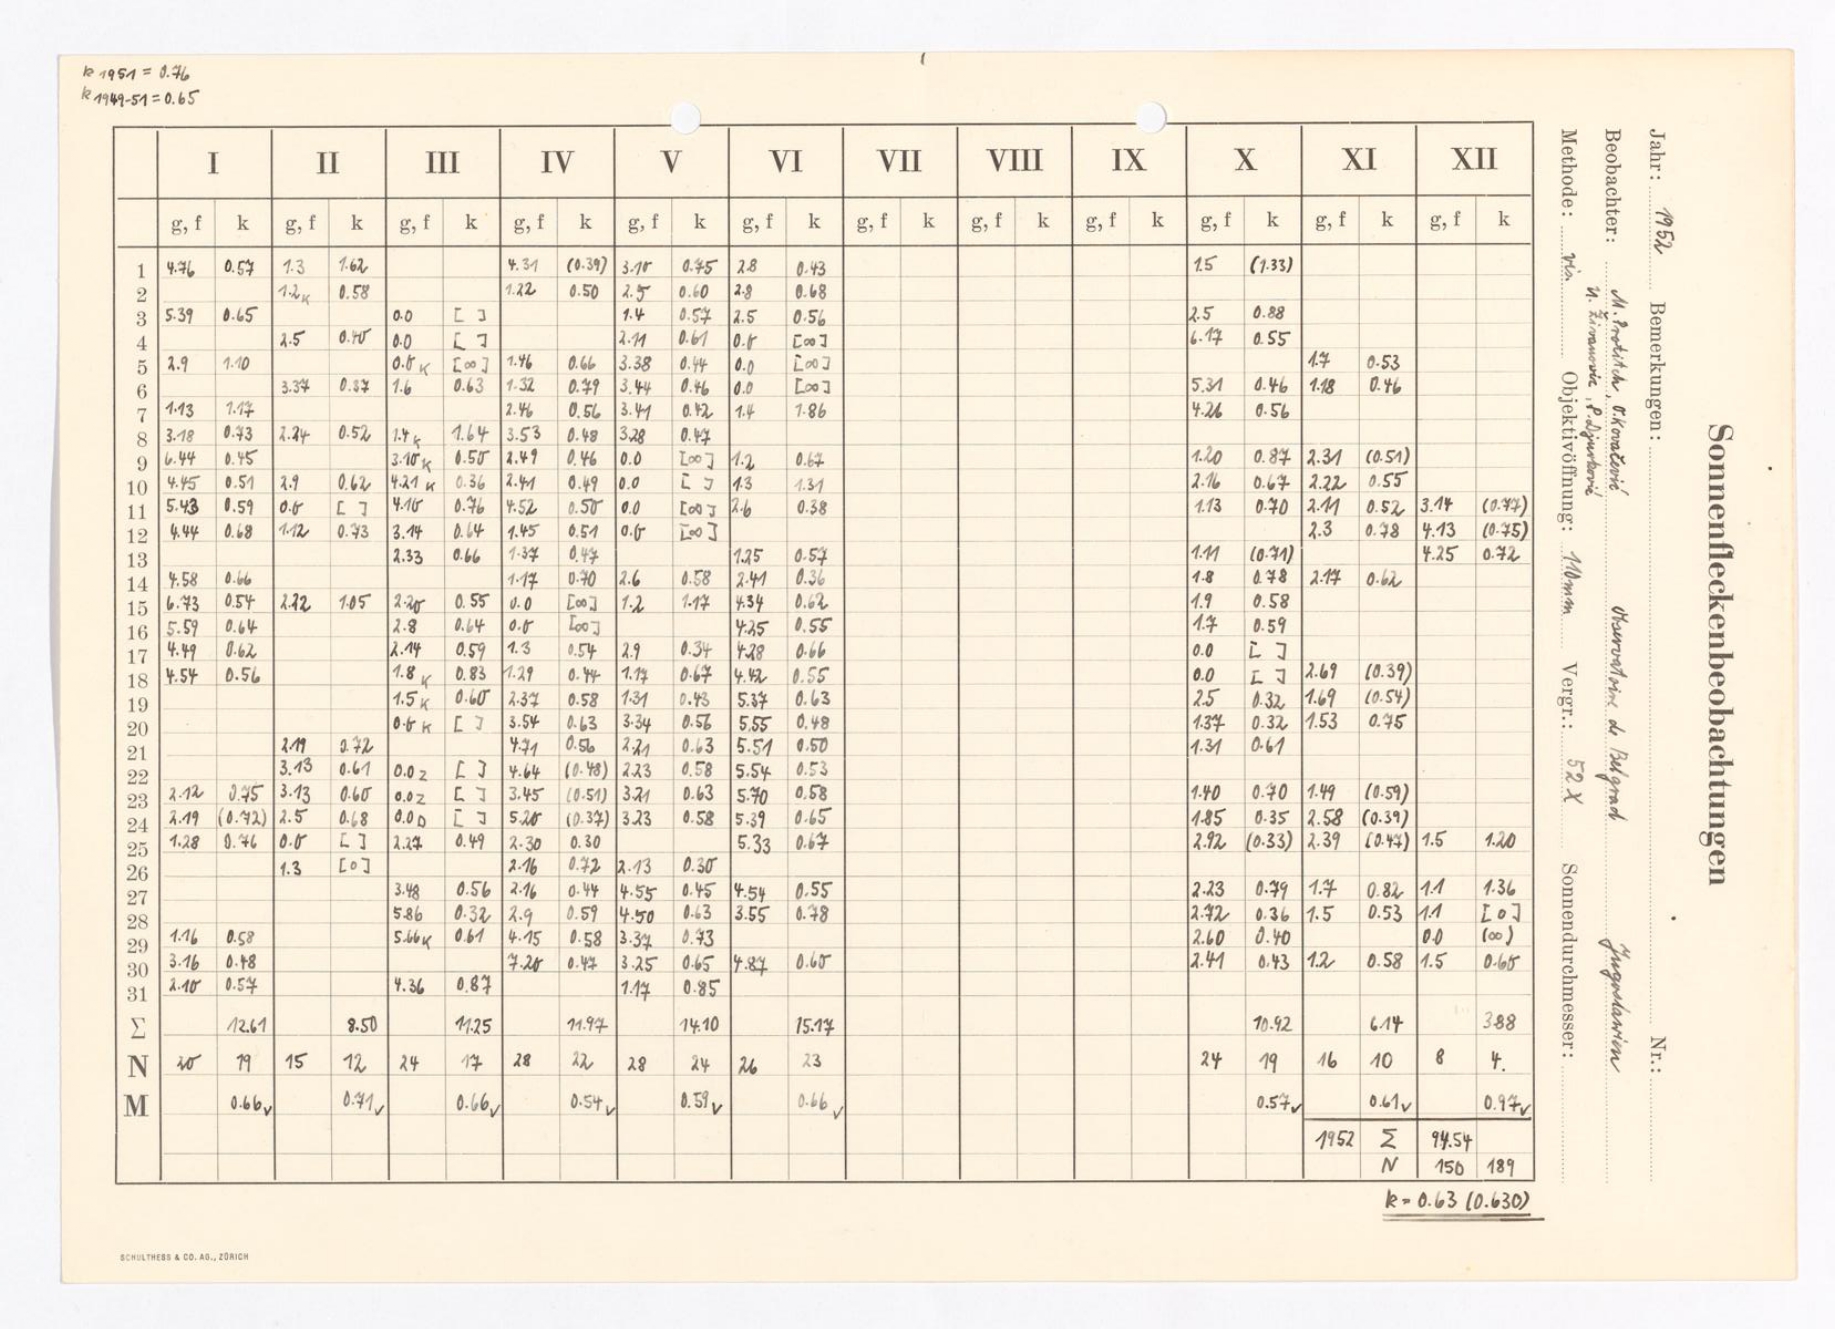 k 1951 = 0.76
k 1949-51 = 0.65
I II III IV V VI VII VIII IX X XI XII
g, f k g, f k g, f k g, f k g, f k g, f k g, f k g, f k g, f k g, f k g, f k g, f k
1 4.76 0.57 1.3 1.62 4.31 (0.39) 3.10 0.75 2.8 0.43 1.5 (1.33)
2 1.2K 0.58 1.22 0.50 2.5 0.60 2.8 0.68
3 5.39 0.65 0.0 [ ] 1.4 0.57 2.5 0.56 2.5 0.88
4 2.5 0.40 0.0 [ ] 2.11 0.61 0.0 [∞] 6.17 0.55
5 2.9 1.10 0.0 K [∞] 1.46 0.66 3.38 0.44 0.0 [∞] 1.7 0.53
6 3.37 0.87 1.6 0.63 1.32 0.79 3.44 0.46 0.0 [∞] 5.31 0.46 1.18 0.46
7 1.13 1.17 2.46 0.56 3.41 0.42 1.4 1.86 4.26 0.56
8 3.18 0.73 2.24 0.52 1.4 K 1.64 3.53 0.48 3.28 0.47
9 6.44 0.45 3.10 K 0.50 2.49 0.46 0.0 [∞] 1.2 0.67 1.20 0.87 2.31 (0.51)
10 4.45 0.51 2.9 0.62 4.21 K 0.36 2.41 0.49 0.0 [ ] 1.3 1.31 2.16 0.67 2.22 0.55
11 5.43 0.59 0.0 [ ] 4.10 0.76 4.52 0.50 0.0 [∞] 2.6 0.38 1.13 0.70 2.11 0.52 3.14 (0.77)
12 4.44 0.68 1.12 0.73 3.14 0.64 1.45 0.51 0.0 [∞] 2.3 0.78 4.13 (0.75)
13 2.33 0.66 1.37 0.47 1.25 0.57 1.11 (0.71) 4.25 0.72
14 4.58 0.66 1.17 0.70 2.6 0.58 2.41 0.36 1.8 0.78 2.17 0.62
15 6.73 0.54 2.22 1.05 2.20 0.55 0.0 [∞] 1.2 1.17 4.34 0.62 1.9 0.58
16 5.59 0.64 2.8 0.64 0.0 [∞] 4.25 0.55 1.7 0.59
17 4.49 0.62 2.14 0.59 1.3 0.54 2.9 0.34 4.28 0.66 0.0 [ ]
18 4.54 0.56 1.8 K 0.83 1.29 0.44 1.17 0.67 4.42 0.55 0.0 [ ] 2.69 (0.39)
19 1.5 K 0.60 2.37 0.58 1.31 0.43 5.37 0.63 2.5 0.32 1.69 (0.54)
20 0.0 K [ ] 3.54 0.63 3.34 0.56 5.55 0.48 1.37 0.32 1.53 0.75
21 2.19 0.72 4.71 0.56 2.21 0.63 5.51 0.50 1.31 0.61
22 3.13 0.61 0.0 Z [ ] 4.64 (0.48) 2.23 0.58 5.54 0.53
23 2.12 0.75 3.13 0.60 0.0 Z [ ] 3.45 (0.51) 3.21 0.63 5.70 0.58 1.40 0.70 1.49 (0.59)
24 2.19 (0.72) 2.5 0.68 0.0 D [ ] 5.20 (0.37) 3.23 0.58 5.39 0.65 1.85 0.35 2.58 (0.39)
25 1.28 0.76 0.0 [ ] 2.27 0.49 2.30 0.30 5.33 0.67 2.92 (0.33) 2.39 (0.47) 1.5 1.20
26 1.3 [0] 2.16 0.72 2.13 0.30
27 3.48 0.56 2.16 0.44 4.55 0.45 4.54 0.55 2.23 0.79 1.7 0.82 1.1 1.36
28 5.86 0.32 2.9 0.59 4.50 0.63 3.55 0.78 2.72 0.36 1.5 0.53 1.1 [0]
29 1.16 0.58 5.66 K 0.61 4.15 0.58 3.37 0.73 2.60 0.40 0.0 (∞)
30 3.16 0.48 7.20 0.47 3.25 0.65 4.87 0.60 2.41 0.43 1.2 0.58 1.5 0.60
31 2.10 0.57 4.36 0.87 1.17 0.85
Σ 12.61 8.50 11.25 11.97 14.10 15.17 10.92 6.14 3.88
N 20 19 15 12 24 17 28 22 28 24 26 23 24 19 16 10 8 4.
M 0.66✓ 0.71✓ 0.66✓ 0.54✓ 0.59✓ 0.66✓ 0.57✓ 0.61✓ 0.97✓
1952 Σ 94.54
N 150 189
k = 0.63 (0.630)
SCHULTHESS & CO. AG., ZÜRICH
Sonnenfleckenbeobachtungen
Jahr: 1952 Bemerkungen: Nr.:
Beobachter: M. Protitch, O. Kovačević Observatoire de Belgrad Jugoslawien
u. Živanović, P. Djurković
Methode: vis. Objektivöffnung: 110mm Vergr.: 52 X Sonnendurchmesser: